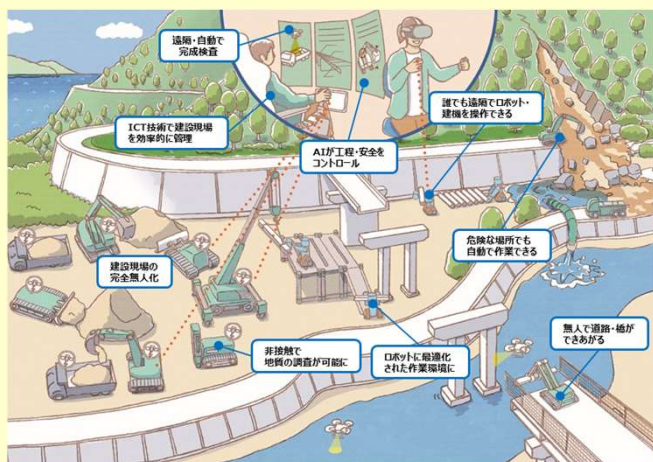 遠隔・自動で
完成検査
ICT技術で建設現場
を効率的に管理
AIが工程・安全を
コントロール
誰でも遠隔でロボット・
建機を操作できる
危険な場所でも
自動で作業できる
建設現場の
完全無人化
非接触で
地質の調査が可能に
ロボットに最適化
された作業環境に
無人で道路・橋が
できあがる